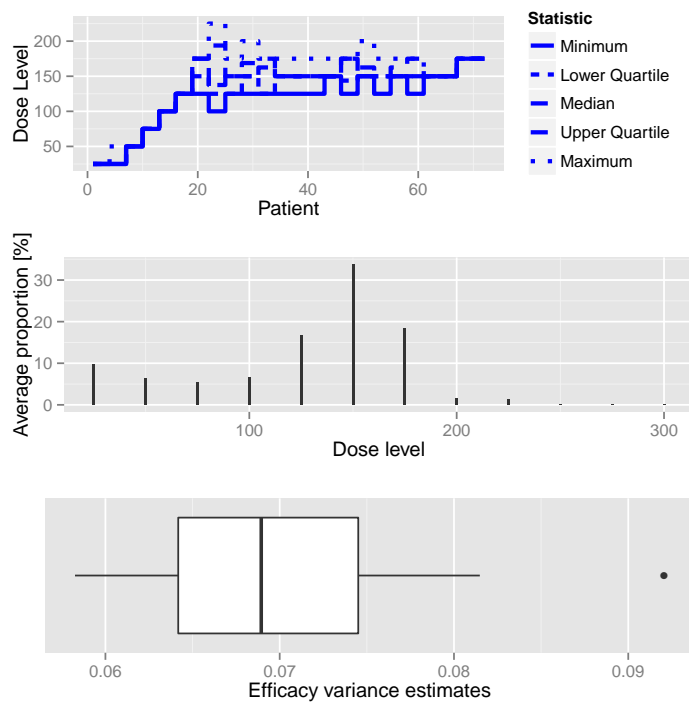 Statistic
Minimum
Lower Quartile
Median
Upper Quartile
Maximum
Dose Level
200
150
100
50
0
20
40
60
Patient
Average proportion [%]
30
20
10
0
100
200
300
Dose level
0.06
0.07
0.08
0.09
Efficacy variance estimates